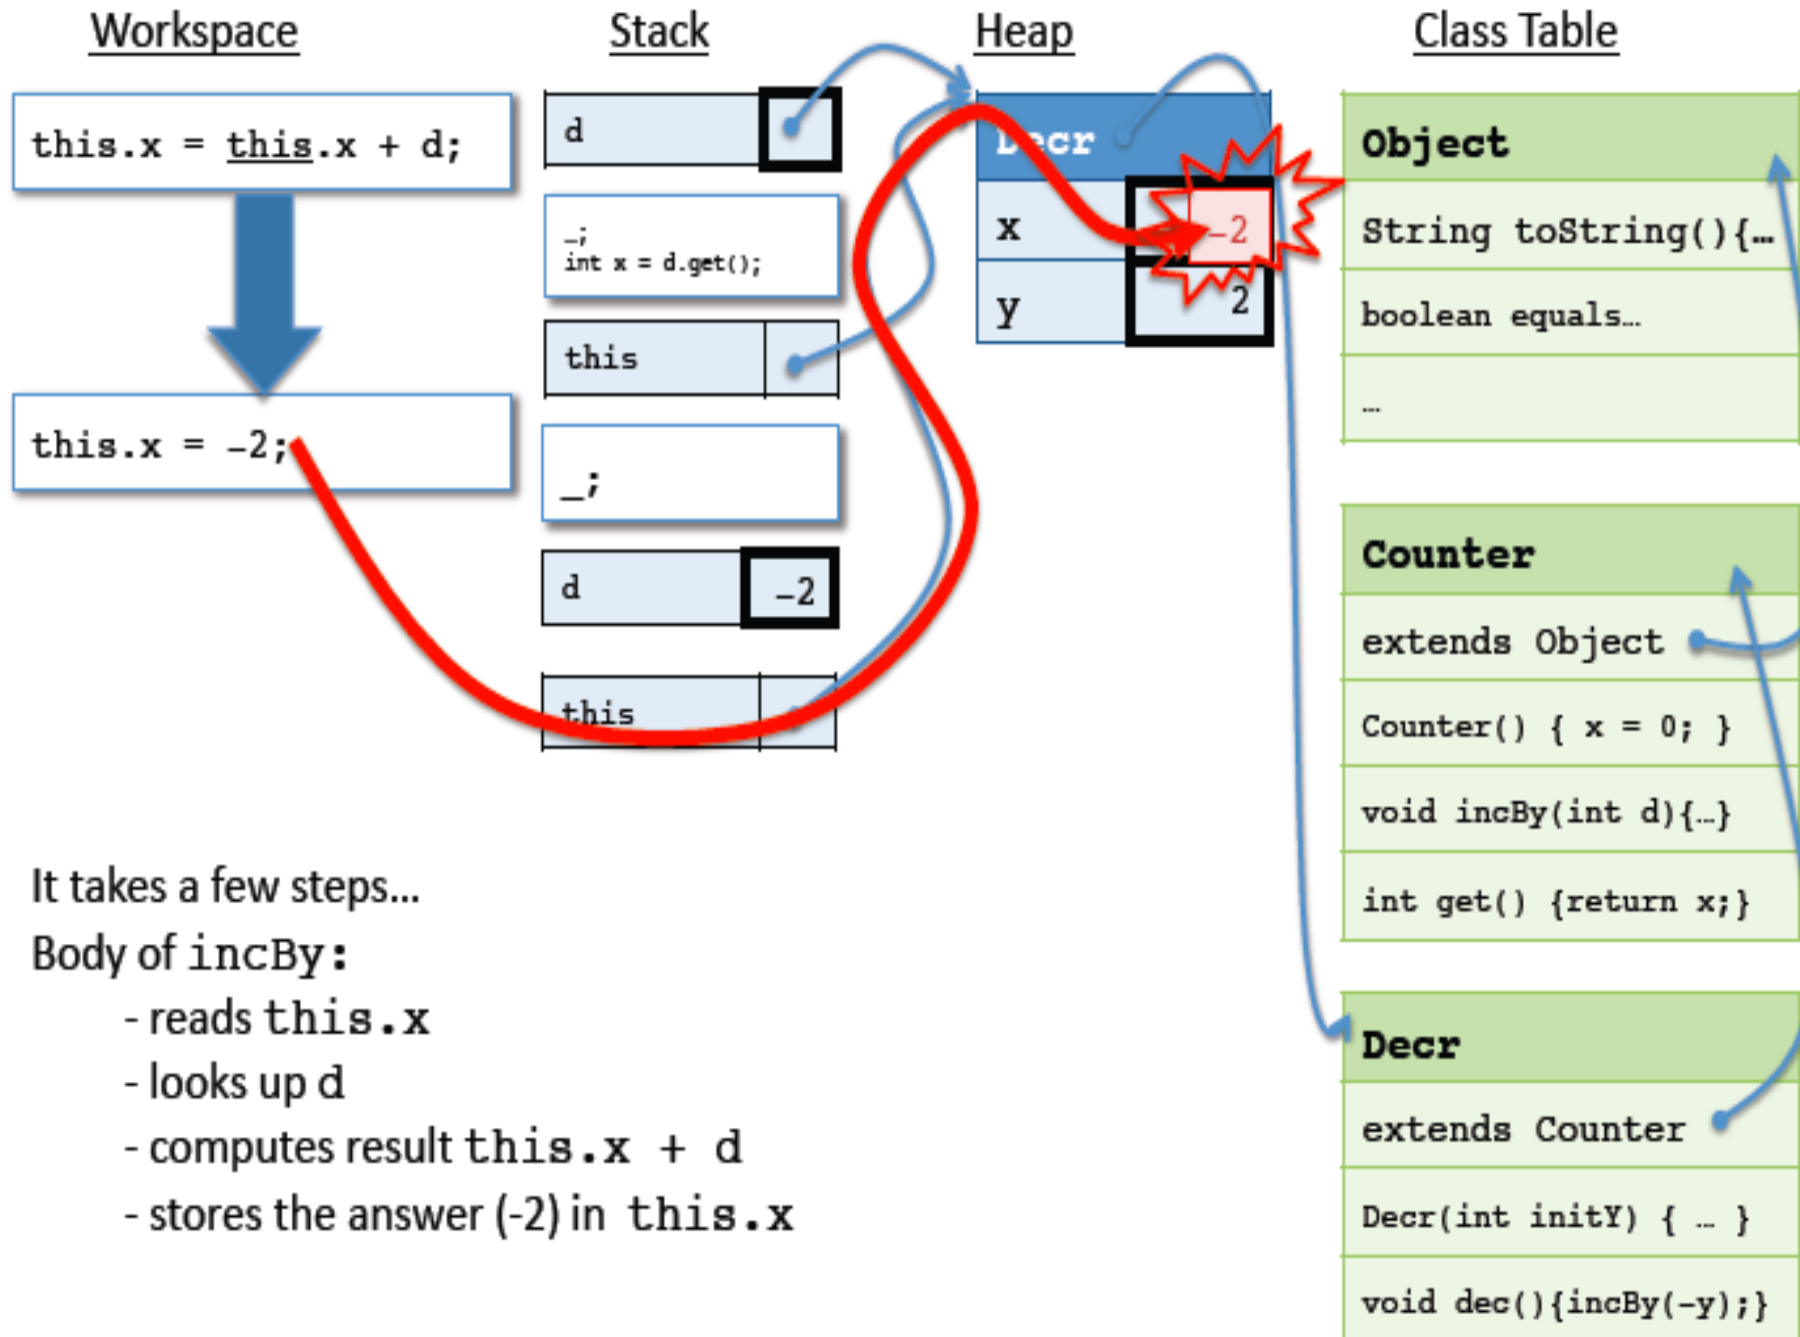 Workspace
Stack
Heap
Class Table
this.x = this.x + d;
this.x = -2;
d
_;
int x = d.get();
this
_;
d -2
this
Decr
x -2
y 2
Object
String toString(){…
boolean equals…
…
Counter
extends Object
Counter() { x = 0; }
void incBy(int d){…}
int get() {return x;}
Decr
extends Counter
Decr(int initY) { … }
void dec(){incBy(-y);}
It takes a few steps…
Body of incBy:
- reads this.x
- looks up d
- computes result this.x + d
- stores the answer (-2) in this.x